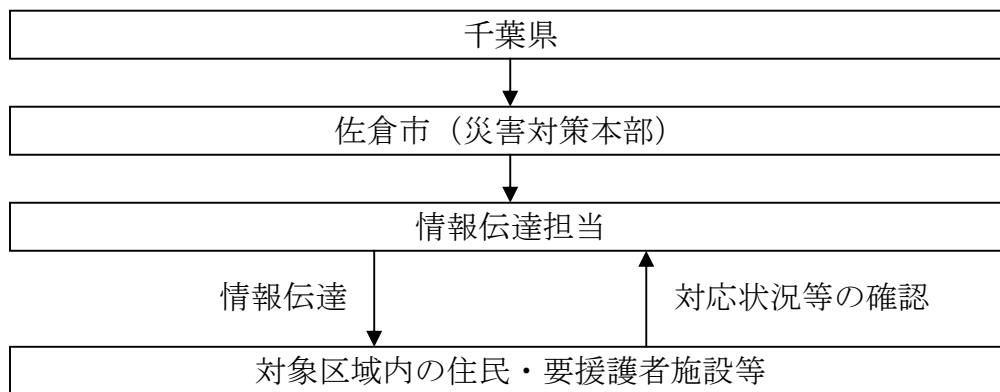 千葉県
佐倉市（災害対策本部）
情報伝達担当
情報伝達
対応状況等の確認
対象区域内の住民・要援護者施設等